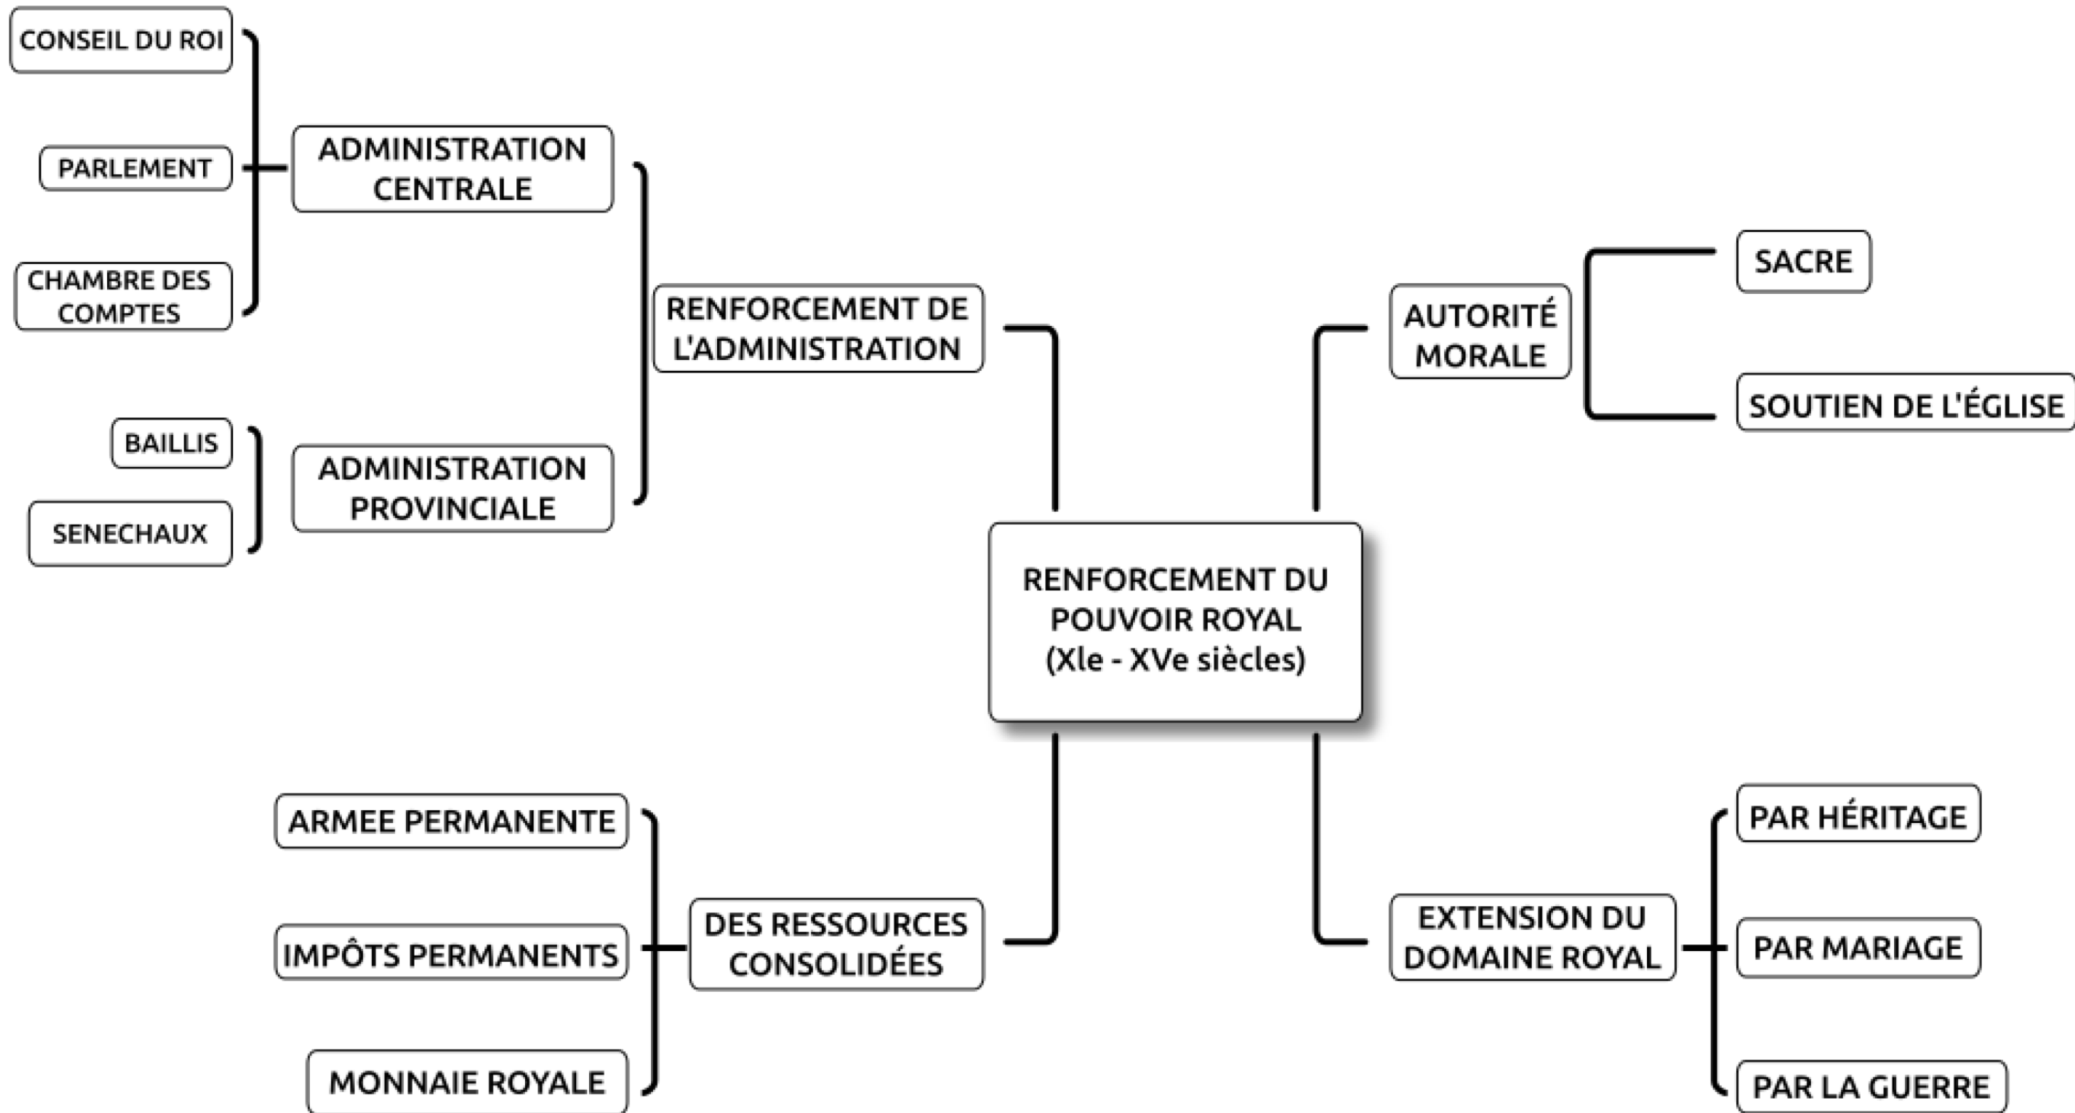 CONSEIL DU ROI
PARLEMENT
CHAMBRE DES
COMPTES
ADMINISTRATION
CENTRALE
BAILLIS
SENECHAUX
ADMINISTRATION
PROVINCIALE
RENFORCEMENT DE
L'ADMINISTRATION
AUTORITÉ
MORALE
SACRE
SOUTIEN DE L'ÉGLISE
RENFORCEMENT DU
POUVOIR ROYAL
(XIe - XVe siècles)
ARMEE PERMANENTE
IMPÔTS PERMANENTS
MONNAIE ROYALE
DES RESSOURCES
CONSOLIDÉES
EXTENSION DU
DOMAINE ROYAL
PAR HÉRITAGE
PAR MARIAGE
PAR LA GUERRE